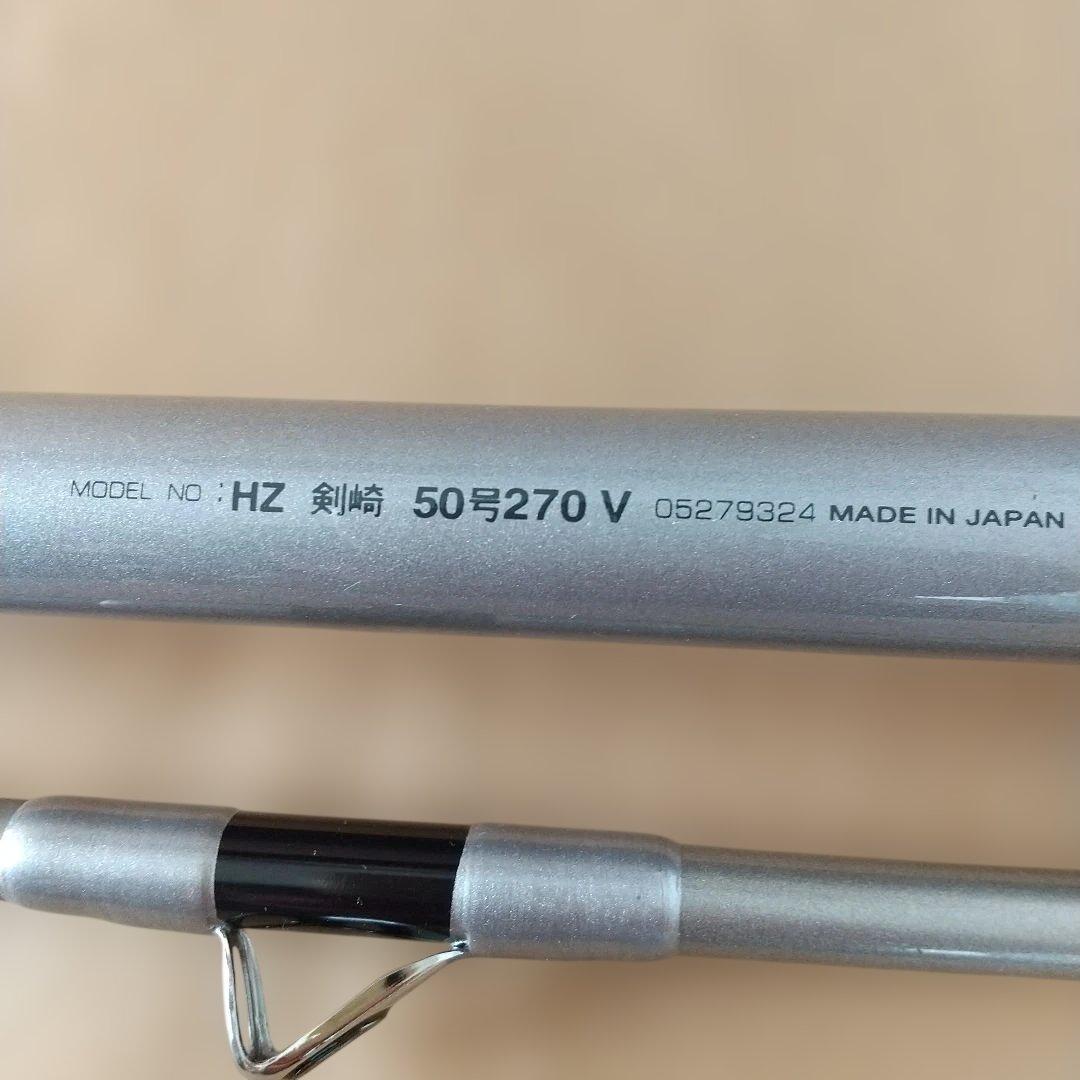 MODEL NO : HZ 剣崎 50号270 V 05279324 MADE IN JAPAN